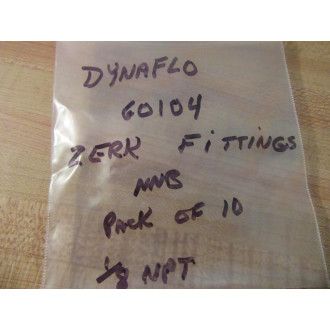 DYNAFLO
60104
ZERK FITTINGS
NNB
PACK OF 10
1/8 NPT